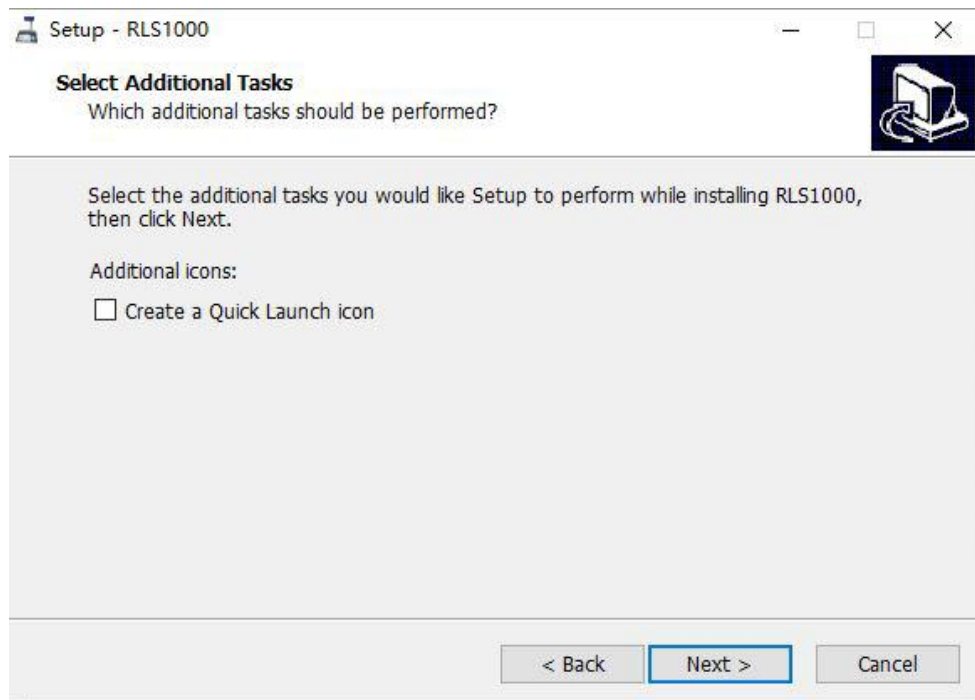 Setup - RLS1000
Select Additional Tasks
Which additional tasks should be performed?
Select the additional tasks you would like Setup to perform while installing RLS1000,
then click Next.
Additional icons:
Create a Quick Launch icon
< Back
Next >
Cancel